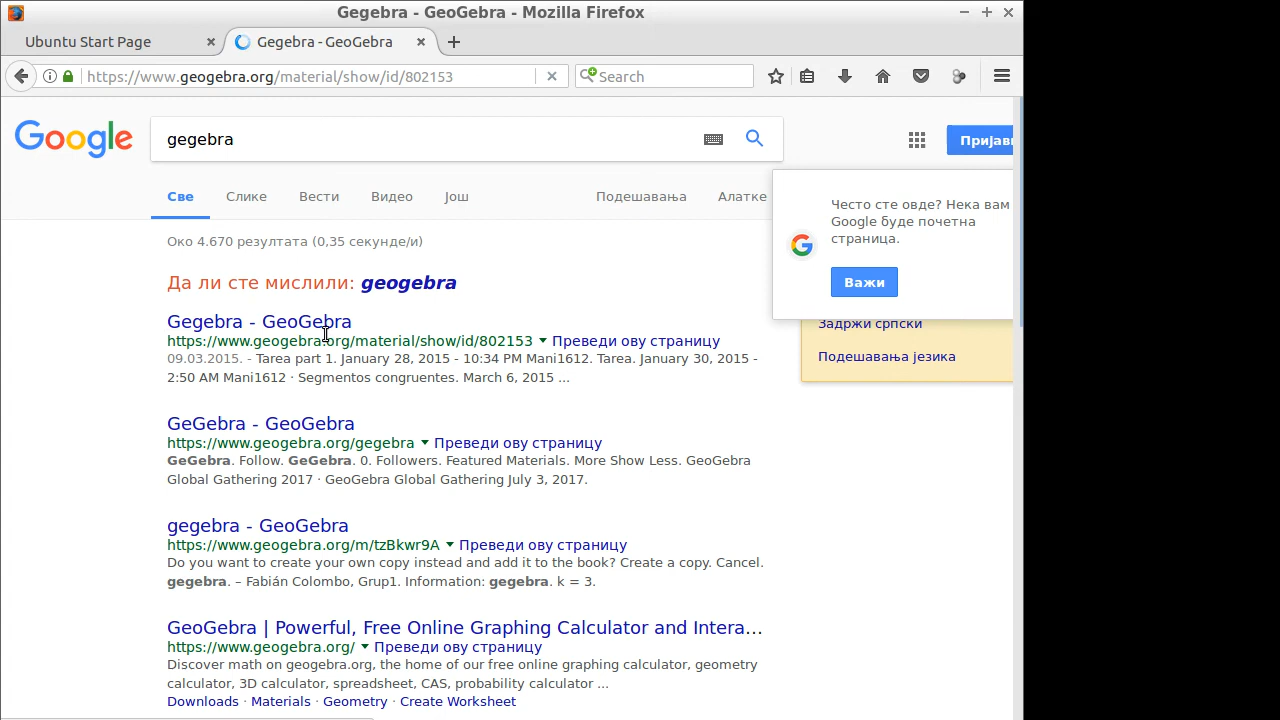 Gegebra - GeoGebra - Mozilla Firefox
Ubuntu Start Page
Gegebra - GeoGebra
https://www.geogebra.org/material/show/id/802153
Search
Google
gegebra
Пријави
Све
Слике
Вести
Видео
Још
Подешавања
Алатке
Често сте овде? Нека вам
Google буде почетна
страница.
Важи
Око 4.670 резултата (0,35 секунде/и)
Да ли сте мислили: geogebra
Gegebra - GeoGebra
https://www.geogebra.org/material/show/id/802153 Преведи ову страницу
09.03.2015. - Tarea part 1. January 28, 2015 - 10:34 PM Mani1612. Tarea. January 30, 2015 -
2:50 AM Mani1612 · Segmentos congruentes. March 6, 2015 ...
Задржи српски
Подешавања језика
GeGebra - GeoGebra
https://www.geogebra.org/gegebra Преведи ову страницу
GeGebra. Follow. GeGebra. 0. Followers. Featured Materials. More Show Less. GeoGebra
Global Gathering 2017 · GeoGebra Global Gathering July 3, 2017.
gegebra - GeoGebra
https://www.geogebra.org/m/tzBkwr9A Преведи ову страницу
Do you want to create your own copy instead and add it to the book? Create a copy. Cancel.
gegebra. – Fabián Colombo, Grup1. Information: gegebra. k = 3.
GeoGebra | Powerful, Free Online Graphing Calculator and Intera...
https://www.geogebra.org/ Преведи ову страницу
Discover math on geogebra.org, the home of our free online graphing calculator, geometry
calculator, 3D calculator, spreadsheet, CAS, probability calculator ...
Downloads · Materials · Geometry · Create Worksheet